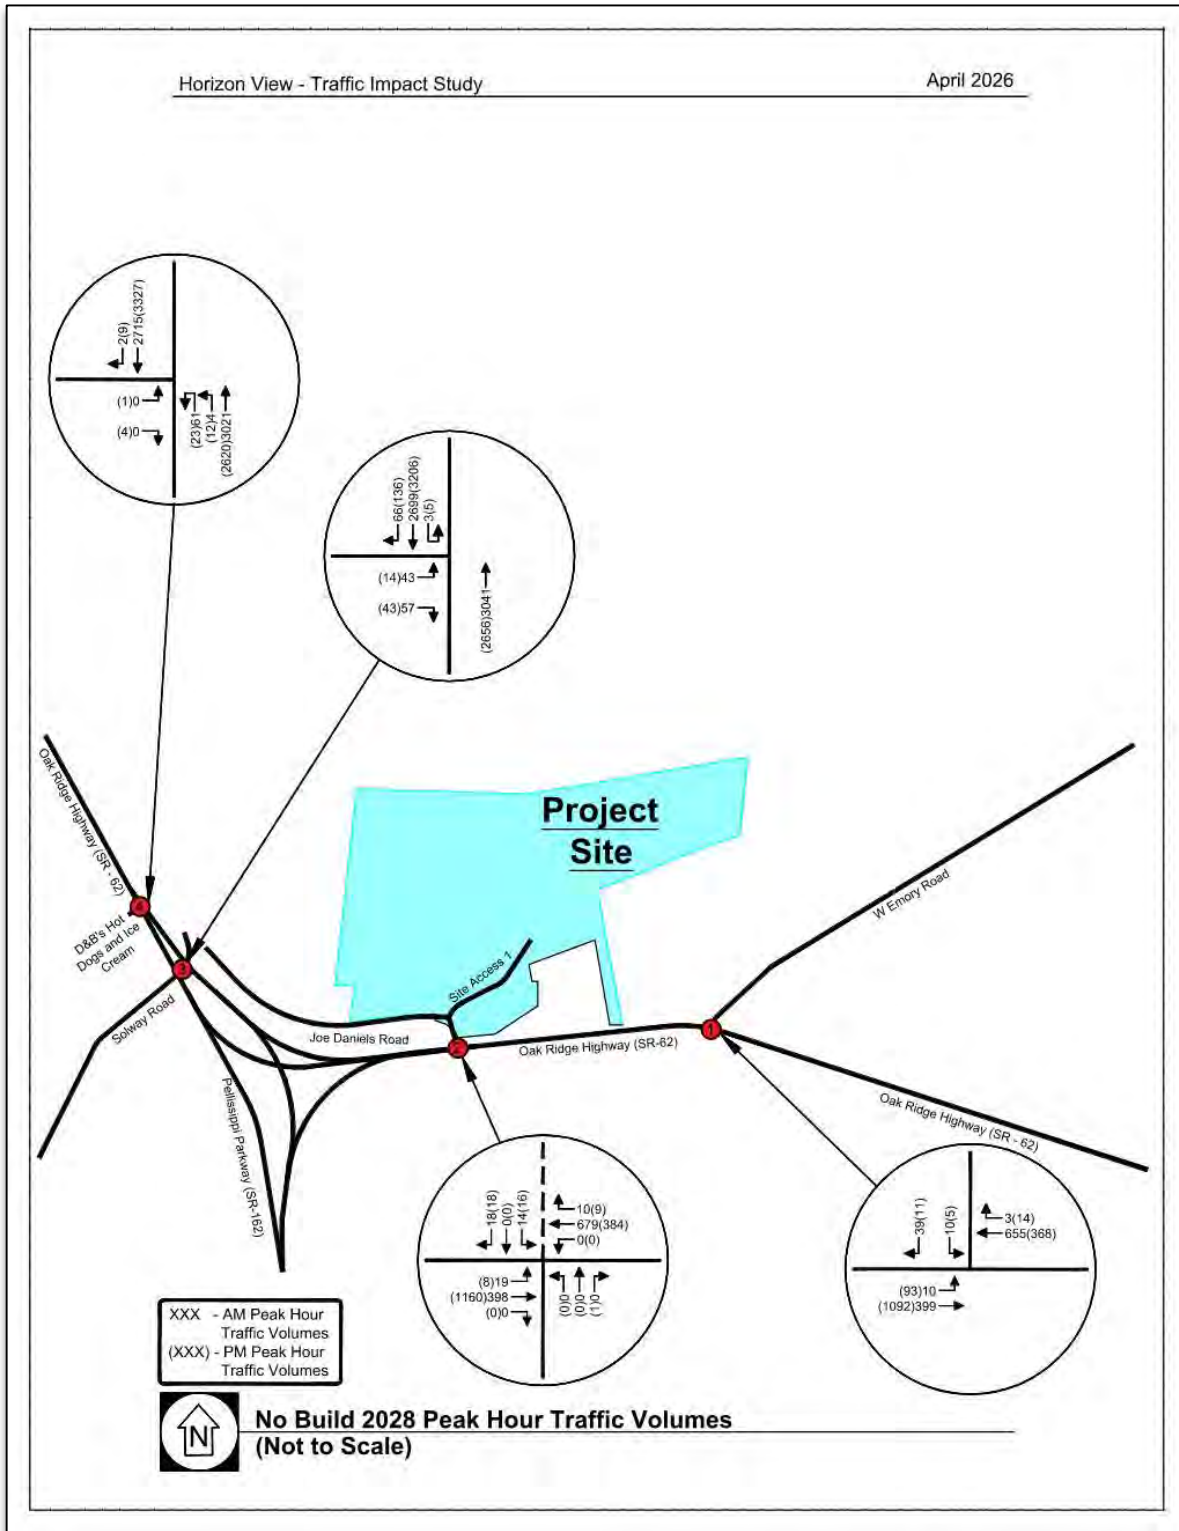 Horizon View - Traffic Impact Study
April 2026
2(9)
2715(3327)
(1)0
(4)0
(23)61
(12)4
(2620)3021
66(136)
2699(3206)
3(5)
(14)43
(43)57
(2656)3041
Project
Site
Oak Ridge Highway (SR - 62)
W Emory Road
4
D&B's Hot
Dogs and Ice
Cream
3
Solway Road
Site Access 1
Joe Daniels Road
2
Oak Ridge Highway (SR-62)
1
Oak Ridge Highway (SR - 62)
Pellissippi Parkway (SR-162)
18(18)
0(0)
14(16)
10(9)
679(384)
0(0)
(8)19
(1160)398
(0)0
(0)0
(0)0
(1)0
39(11)
10(5)
3(14)
655(368)
(93)10
(1092)399
XXX - AM Peak Hour
Traffic Volumes
(XXX) - PM Peak Hour
Traffic Volumes
N
No Build 2028 Peak Hour Traffic Volumes
(Not to Scale)